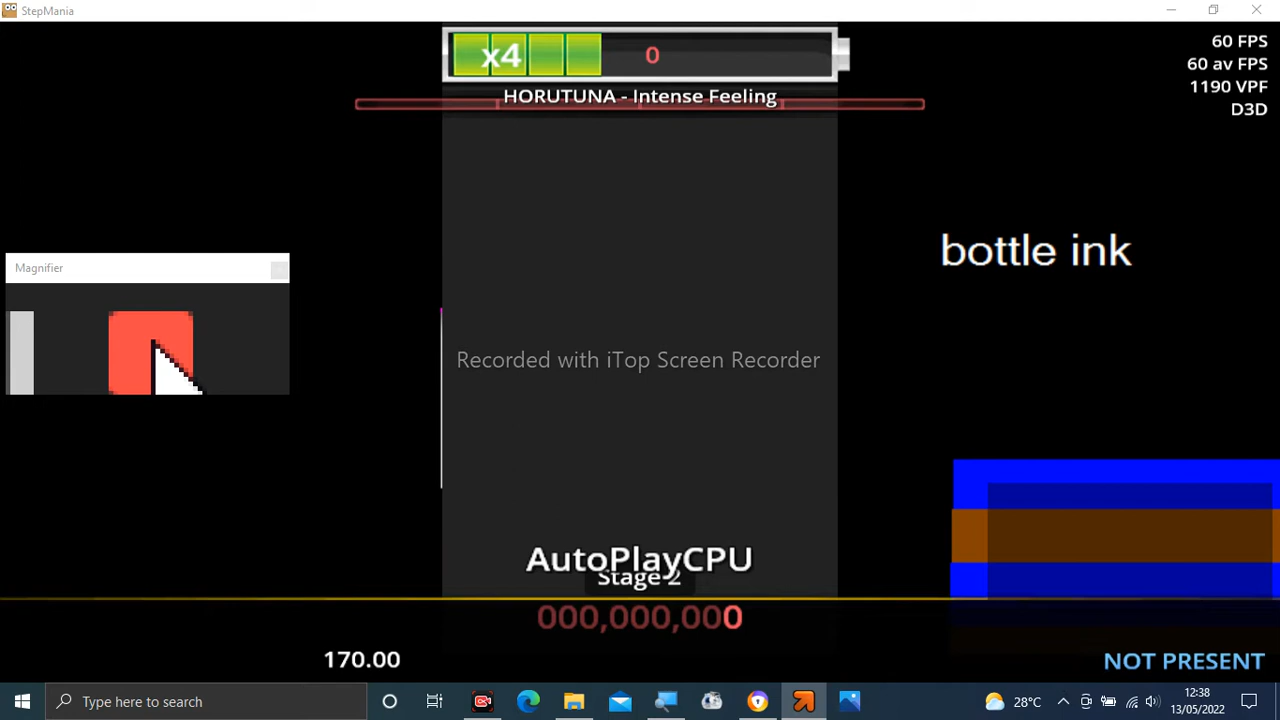 StepMania
x4
0
60 FPS
60 av FPS
1190 VPF
D3D
HORUTUNA - Intense Feeling
bottle ink
Magnifier
Recorded with iTop Screen Recorder
AutoPlayCPU
Stage 2
000,000,000
170.00
NOT PRESENT
Type here to search
28°C
12:38
13/05/2022